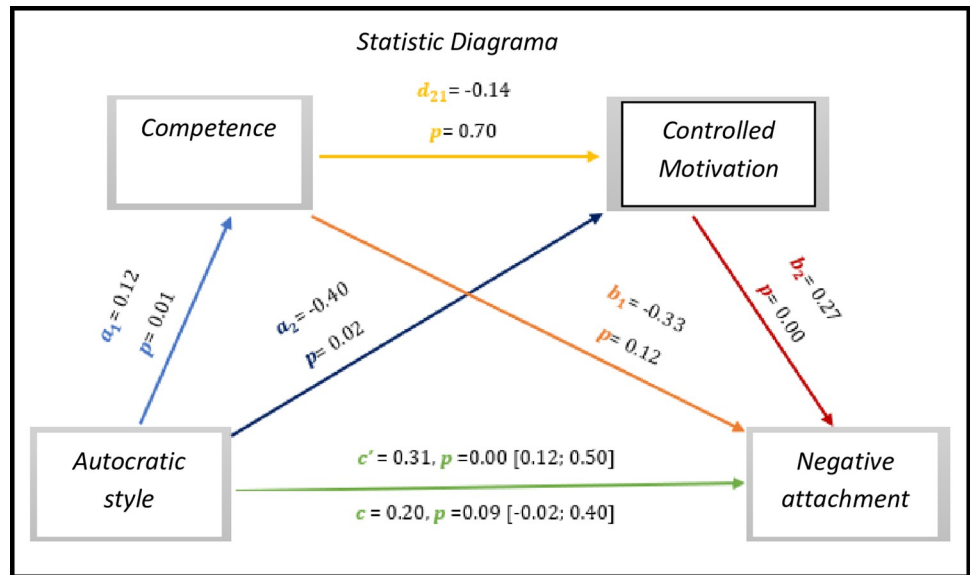 Statistic Diagrama
d21= -0.14
p= 0.70
Competence
Controlled
Motivation
a1= 0.12
p= 0.01
a2= -0.40
p= 0.02
b1= -0.33
p= 0.12
b2= 0.27
p= 0.00
Autocratic
style
c′ = 0.31, p =0.00 [0.12; 0.50]
c = 0.20, p =0.09 [-0.02; 0.40]
Negative
attachment